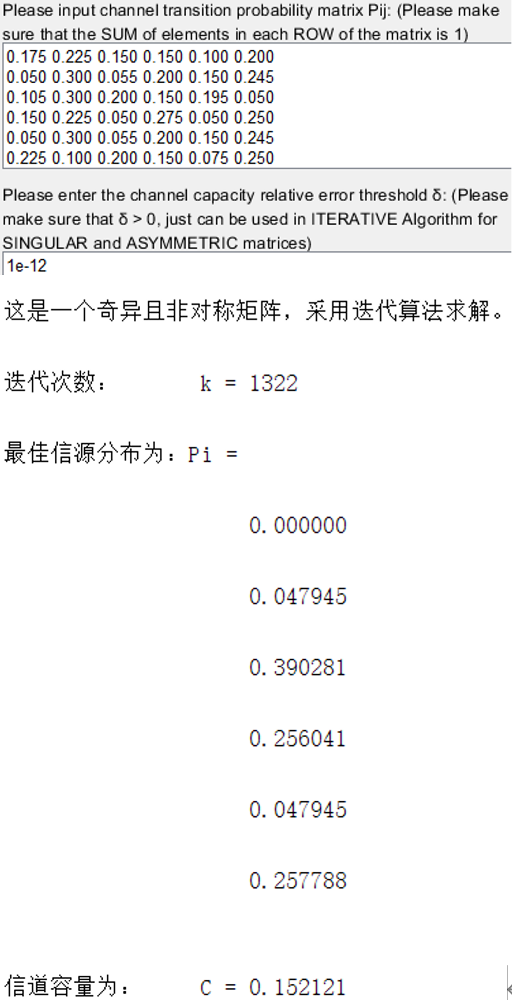 Please input channel transition probability matrix Pij: (Please make
sure that the SUM of elements in each ROW of the matrix is 1)
0.175 0.225 0.150 0.150 0.100 0.200
0.050 0.300 0.055 0.200 0.150 0.245
0.105 0.300 0.200 0.150 0.195 0.050
0.150 0.225 0.050 0.275 0.050 0.250
0.050 0.300 0.055 0.200 0.150 0.245
0.225 0.100 0.200 0.150 0.075 0.250
Please enter the channel capacity relative error threshold δ: (Please
make sure that δ > 0, just can be used in ITERATIVE Algorithm for
SINGULAR and ASYMMETRIC matrices)
1e-12
这是一个奇异且非对称矩阵，采用迭代算法求解。
迭代次数： k = 1322
最佳信源分布为：Pi =
0.000000
0.047945
0.390281
0.256041
0.047945
0.257788
信道容量为： C = 0.152121